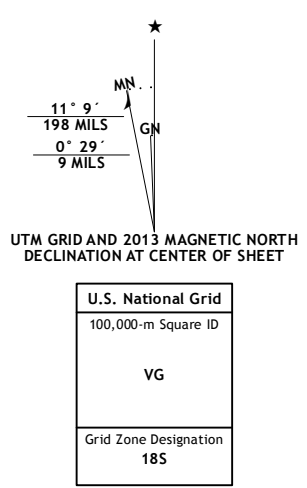 ★
MN
11° 9´
198 MILS
GN
0° 29´
9 MILS
UTM GRID AND 2013 MAGNETIC NORTH
DECLINATION AT CENTER OF SHEET
U.S. National Grid
100,000-m Square ID
VG
Grid Zone Designation
18S